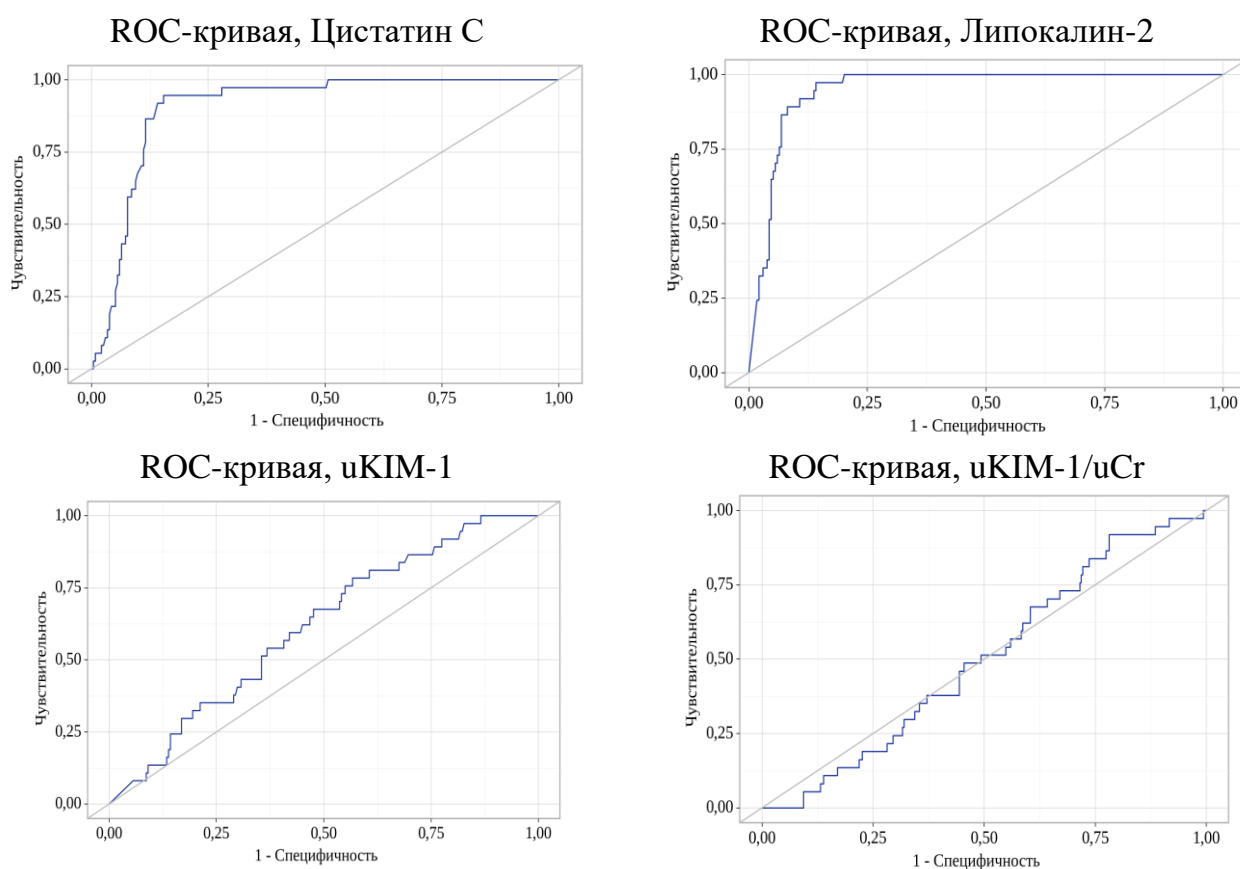 ROC-кривая, Цистатин С
1,00
0,75
0,50
0,25
0,00
Чувствительность
0,00 0,25 0,50 0,75 1,00
1 - Специфичность
ROC-кривая, Липокалин-2
1,00
0,75
0,50
0,25
0,00
Чувствительность
0,00 0,25 0,50 0,75 1,00
1 - Специфичность
ROC-кривая, uKIM-1
1,00
0,75
0,50
0,25
0,00
Чувствительность
0,00 0,25 0,50 0,75 1,00
1 - Специфичность
ROC-кривая, uKIM-1/uCr
1,00
0,75
0,50
0,25
0,00
Чувствительность
0,00 0,25 0,50 0,75 1,00
1 - Специфичность